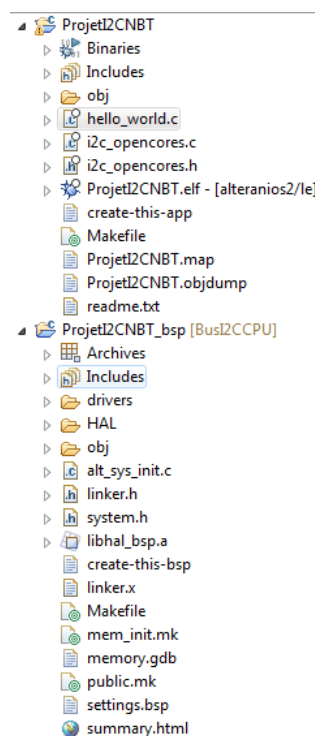 ProjetI2CNBT
Binaries
Includes
obj
hello_world.c
i2c_opencores.c
i2c_opencores.h
ProjetI2CNBT.elf - [alteranios2/le]
create-this-app
Makefile
ProjetI2CNBT.map
ProjetI2CNBT.objdump
readme.txt
ProjetI2CNBT_bsp [BusI2CCPU]
Archives
Includes
drivers
HAL
obj
alt_sys_init.c
linker.h
system.h
libhal_bsp.a
create-this-bsp
linker.x
Makefile
mem_init.mk
memory.gdb
public.mk
settings.bsp
summary.html